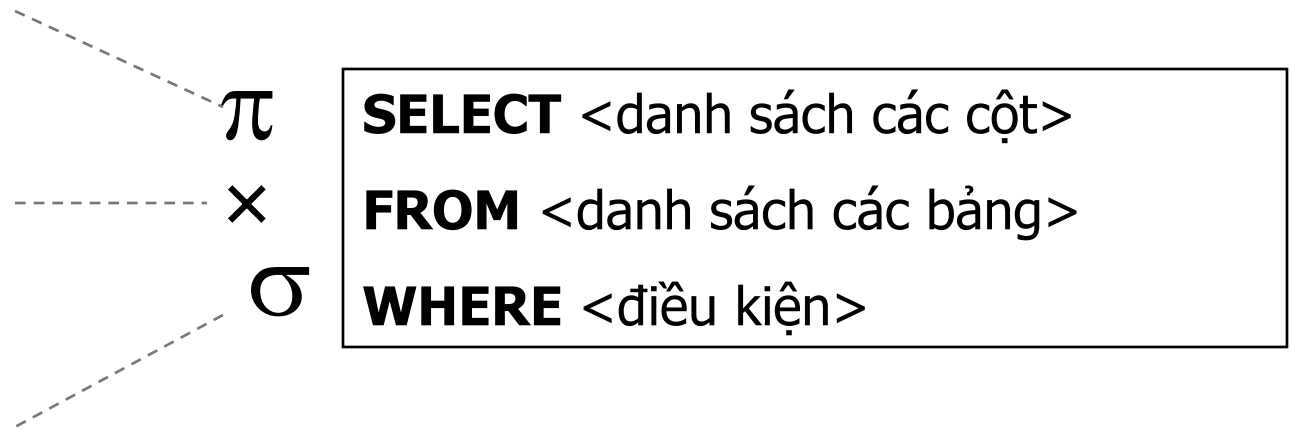 π SELECT <danh sách các cột>
× FROM <danh sách các bảng>
σ WHERE <điều kiện>